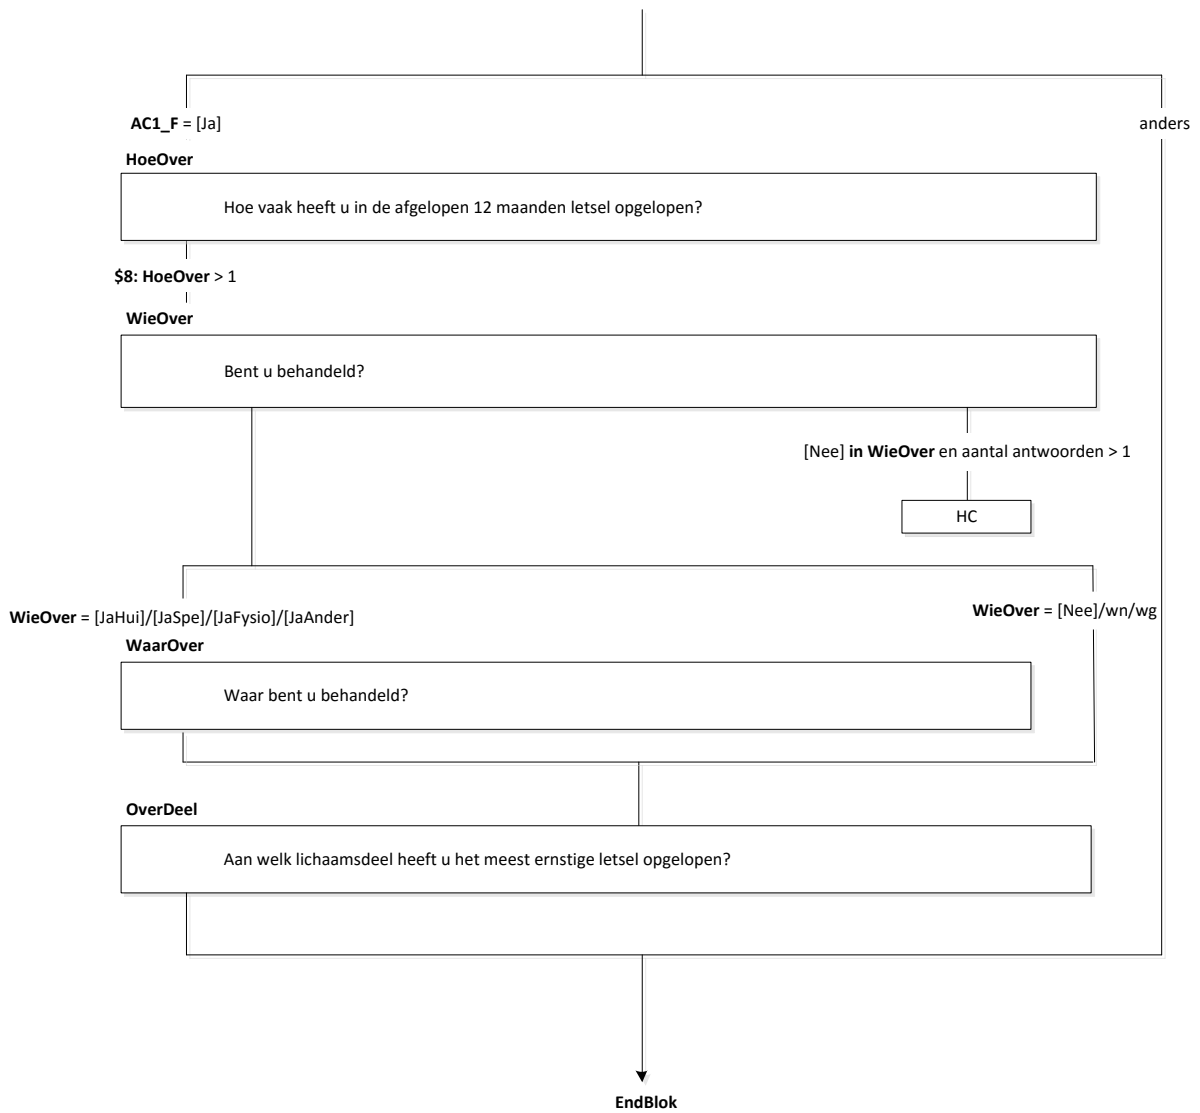 AC1_F = [Ja]
anders
HoeOver
Hoe vaak heeft u in de afgelopen 12 maanden letsel opgelopen?
$8: HoeOver > 1
WieOver
Bent u behandeld?
[Nee] in WieOver en aantal antwoorden > 1
HC
WieOver = [JaHui]/[JaSpe]/[JaFysio]/[JaAnder]
WieOver = [Nee]/wn/wg
WaarOver
Waar bent u behandeld?
OverDeel
Aan welk lichaamsdeel heeft u het meest ernstige letsel opgelopen?
EndBlok